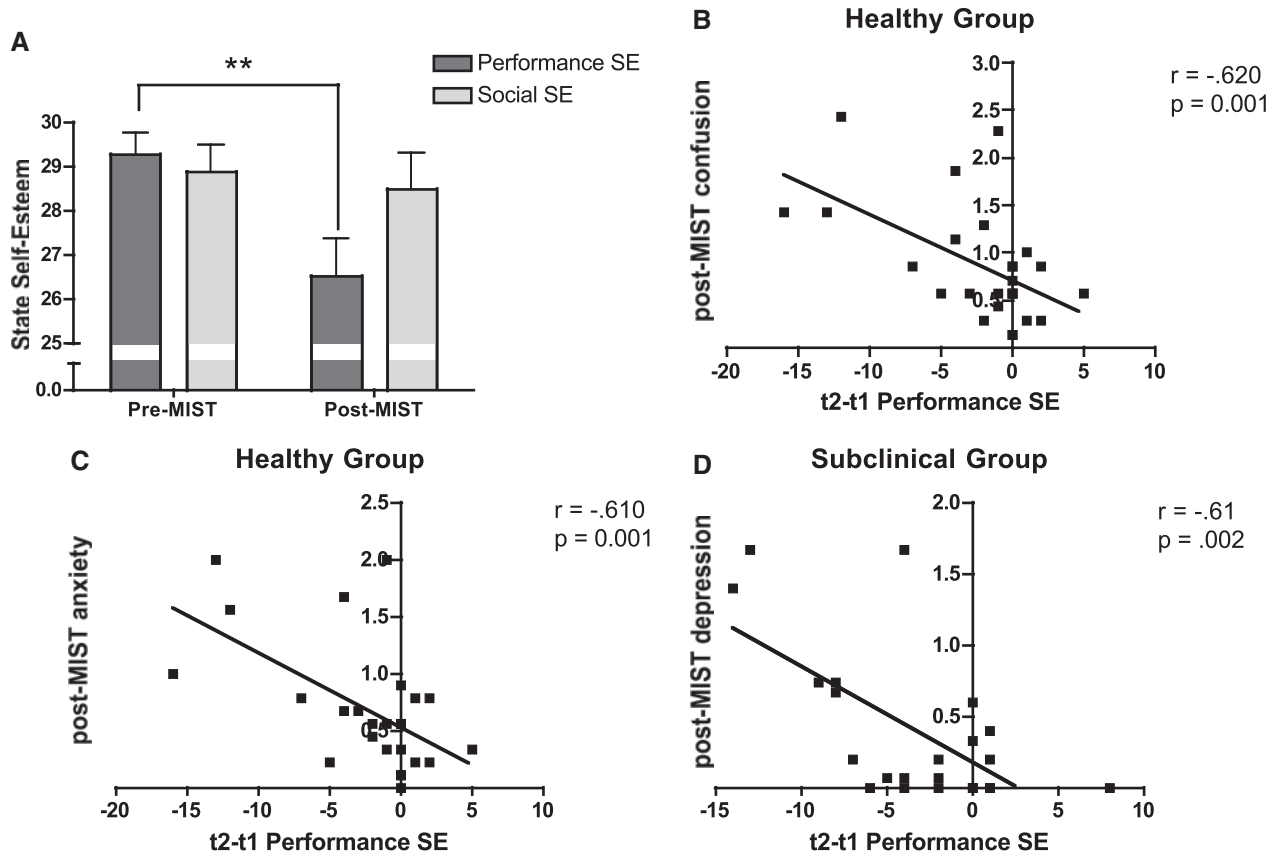 A
**
Performance SE
Social SE
State Self-Esteem
30
29
28
27
26
25
0.0
Pre-MIST
Post-MIST
B
Healthy Group
r = -.620
p = 0.001
post-MIST confusion
3.0
2.5
2.0
1.5
1.0
0.5
-20
-15
-10
-5
0
5
10
t2-t1 Performance SE
C
Healthy Group
r = -.610
p = 0.001
post-MIST anxiety
2.5
2.0
1.5
1.0
0.5
-20
-15
-10
-5
0
5
10
t2-t1 Performance SE
D
Subclinical Group
r = -.61
p = .002
post-MIST depression
2.0
1.5
1.0
0.5
-15
-10
-5
0
5
10
t2-t1 Performance SE